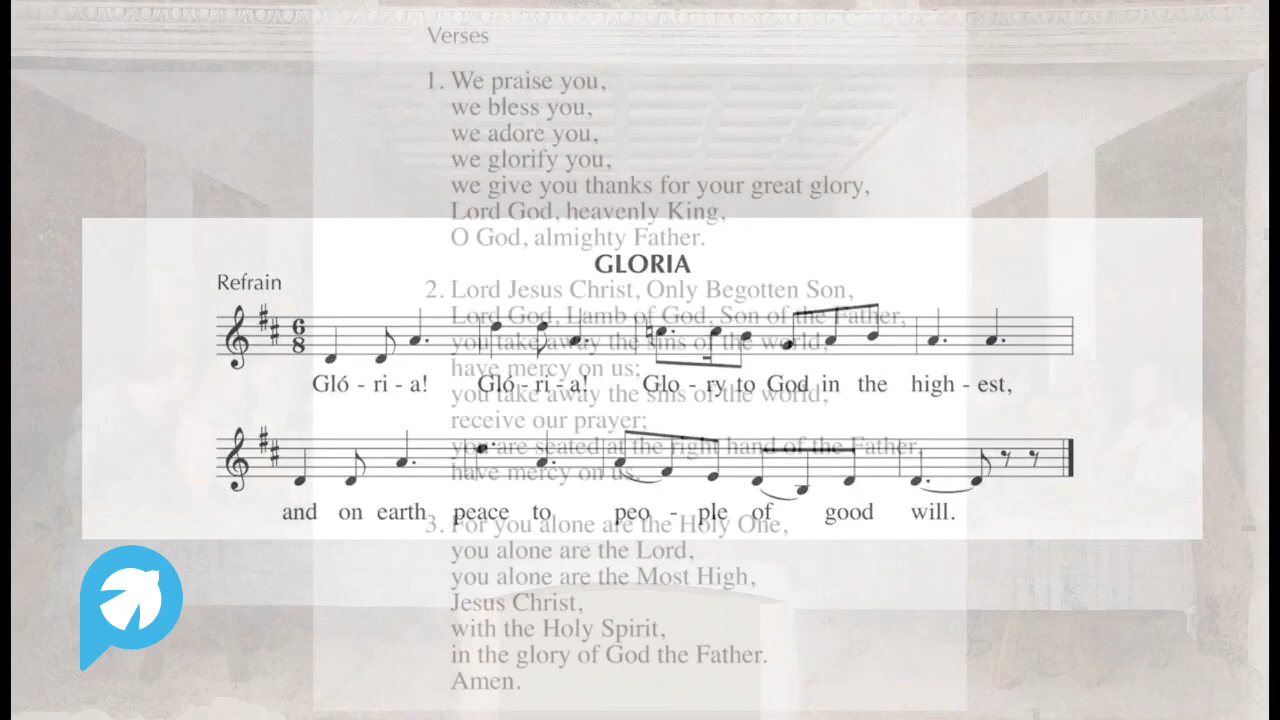 Verses
1. We praise you,
we bless you,
we adore you,
we glorify you,
we give you thanks for your great glory,
Lord God, heavenly King,
O God, almighty Father.
GLORIA
Refrain
2. Lord Jesus Christ, Only Begotten Son,
Lord God, Lamb of God, Son of the Father,
you take away the sins of the world,
have mercy on us;
6
8
Gló - ri - a! Gló - ri - a! Glo - ry to God in the high - est,
you take away the sins of the world,
receive our prayer;
you are seated at the right hand of the Father,
have mercy on us.
and on earth peace to peo - ple of good will.
3. For you alone are the Holy One,
you alone are the Lord,
you alone are the Most High,
Jesus Christ,
with the Holy Spirit,
in the glory of God the Father.
Amen.